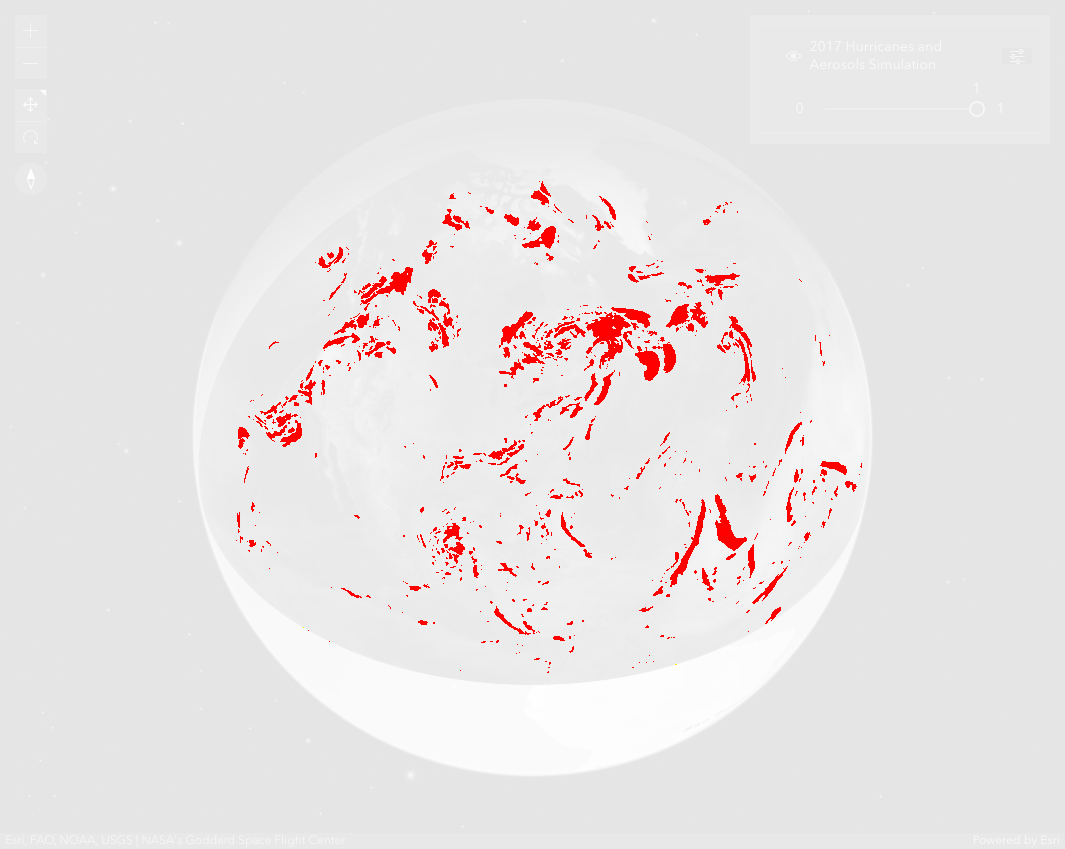 2017 Hurricanes and
Aerosols Simulation
1
0 1
Esri, FAO, NOAA, USGS | NASA's Goddard Space Flight Center
Powered by Esri